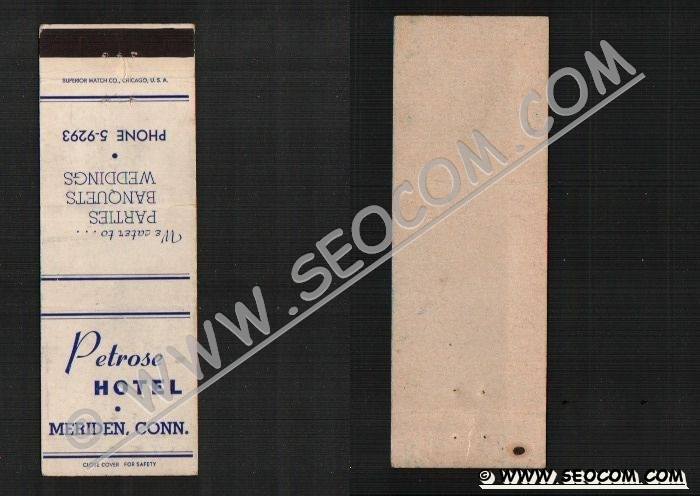 SUPERIOR MATCH CO., CHICAGO, U. S. A.
PHONE 5-9293
•
WEDDINGS
BANQUETS
PARTIES
We cater to . . . .
Petrose
HOTEL
•
MERIDEN, CONN.
CLOSE COVER FOR SAFETY
© WWW.SEOCOM.COM
© WWW.SEOCOM.COM